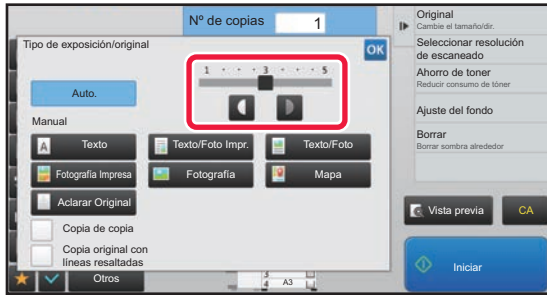 Nº de copias 1
Tipo de exposición/original
OK
1 3 5
Auto.
Manual
A Texto
Texto/Foto Impr.
Texto/Foto
Fotografía Impresa
Fotografía
Mapa
Aclarar Original
Copia de copia
Copia original con
líneas resaltadas
Otros
4 A3
Original
Cambie el tamaño/dir.
Seleccionar resolución
de escaneado
Ahorro de toner
Reducir consumo de tóner
Ajuste del fondo
Borrar
Borrar sombra alrededor
Vista previa
CA
Iniciar